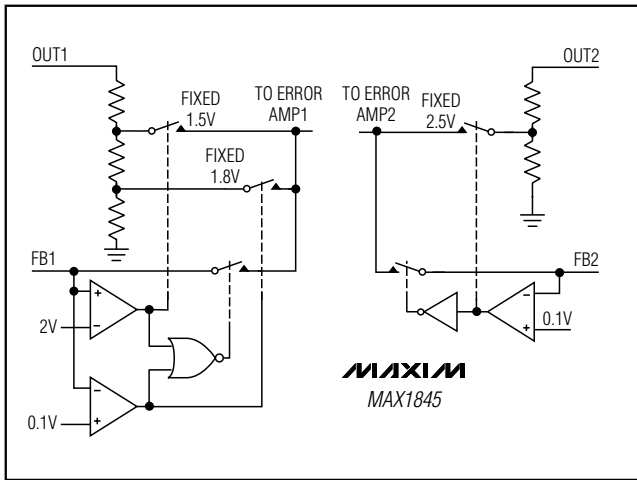 OUT1
OUT2
FIXED
1.5V
TO ERROR
AMP1
TO ERROR
AMP2
FIXED
2.5V
FIXED
1.8V
FB1
FB2
+
−
2V
−
+
0.1V
−
+
0.1V
MAXIM
MAX1845